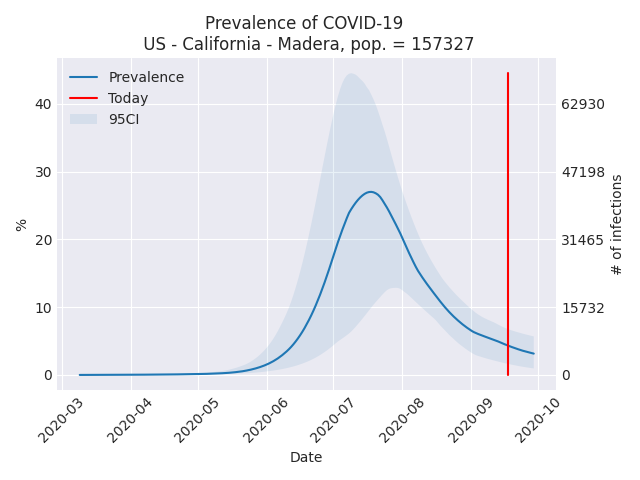 Prevalence of COVID-19
US - California - Madera, pop. = 157327
Prevalence
Today
95CI
40
30
20
10
0
%
62930
47198
31465
15732
0
# of infections
2020-03
2020-04
2020-05
2020-06
2020-07
2020-08
2020-09
2020-10
Date